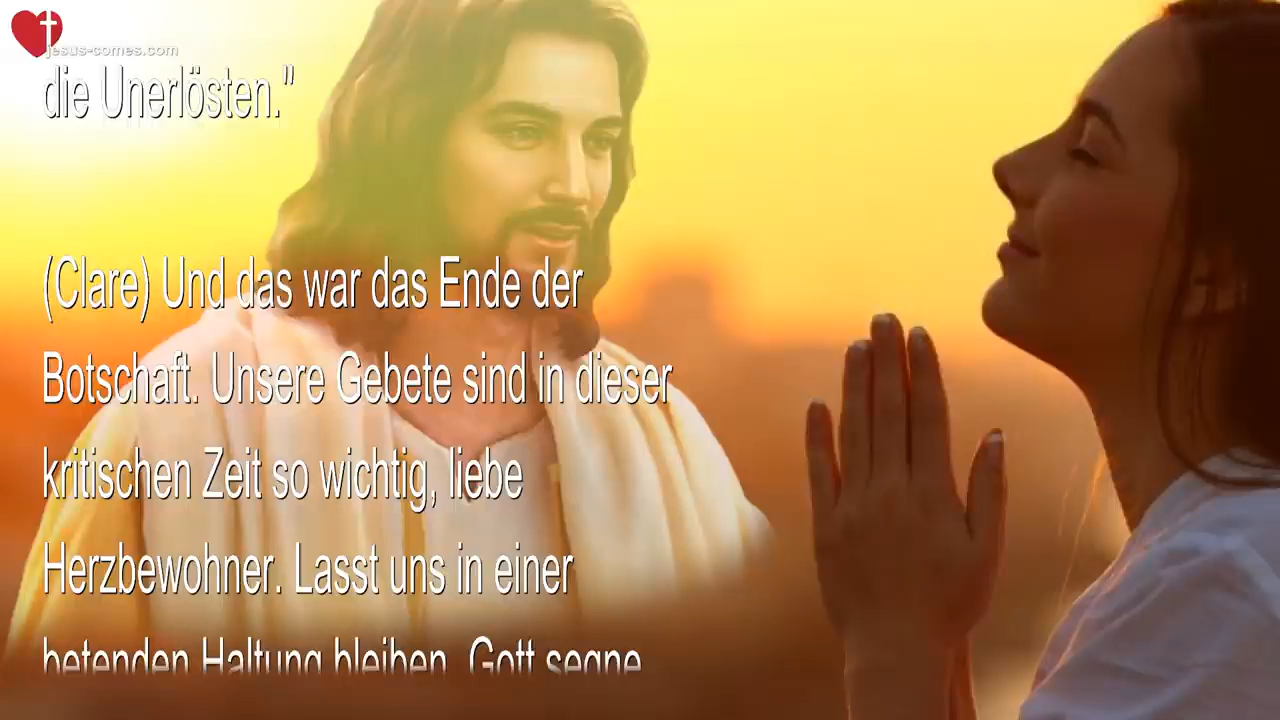 jesus-comes.com
die Unerlösten."
(Clare) Und das war das Ende der
Botschaft. Unsere Gebete sind in dieser
kritischen Zeit so wichtig, liebe
Herzbewohner. Lasst uns in einer
betenden Haltung bleiben. Gott segne